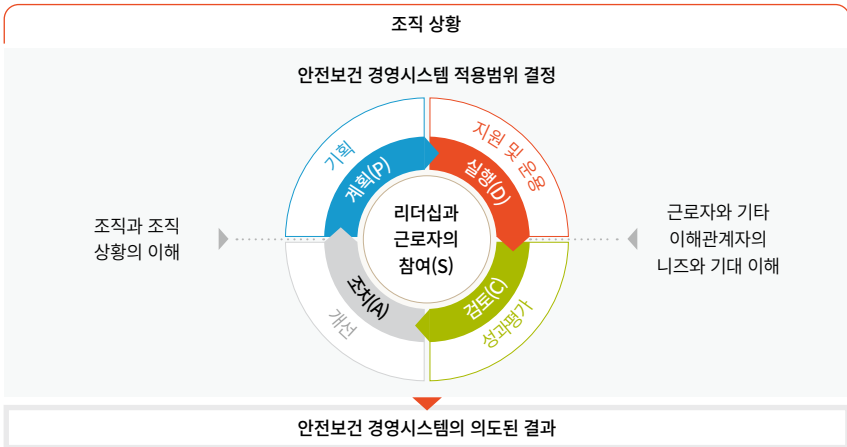 조직 상황
안전보건 경영시스템 적용범위 결정
기획
계획(P)
지원 및 운용
실행(D)
조직과 조직
상황의 이해
리더십과
근로자의
참여(S)
근로자와 기타
이해관계자의
니즈와 기대 이해
개선
조치(A)
검토(C)
성과평가
안전보건 경영시스템의 의도된 결과